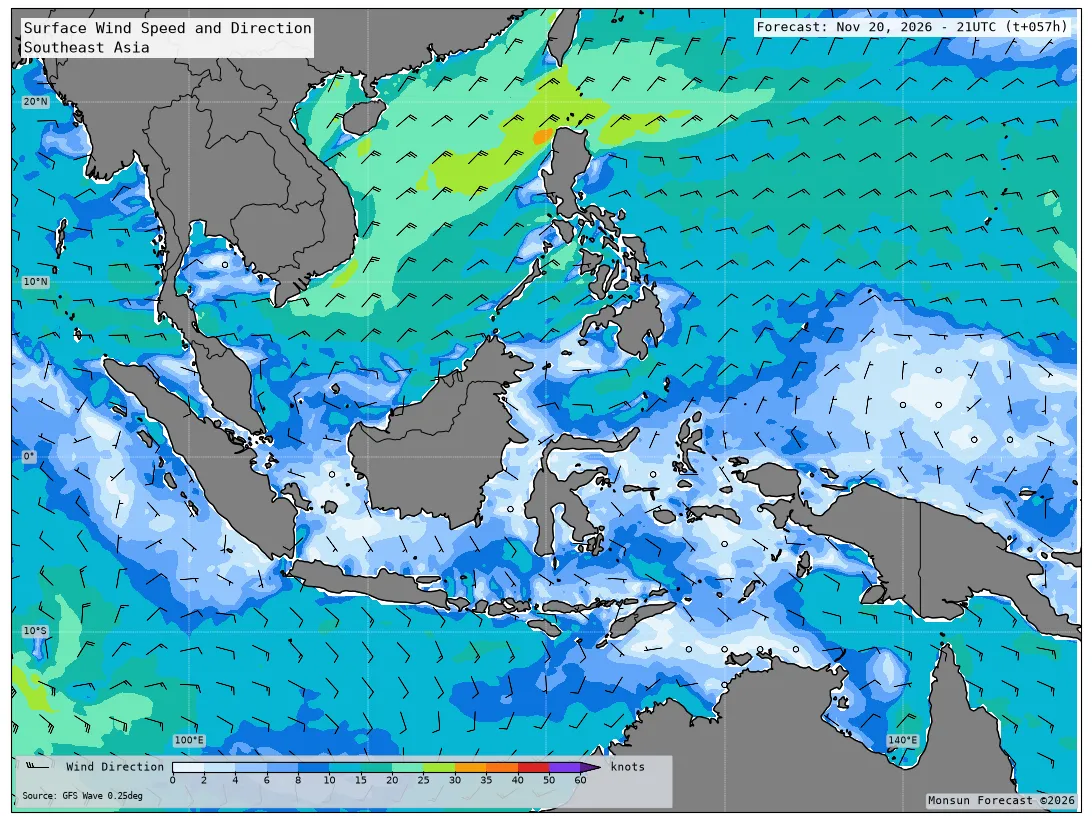 Surface Wind Speed and Direction
Southeast Asia
Forecast: Nov 20, 2026 - 21UTC (t+057h)
20°N
10°N
0°
10°S
100°E
140°E
Wind Direction
0 2 4 6 8 10 15 20 25 30 35 40 50 60
knots
Source: GFS Wave 0.25deg
Monsun Forecast ©2026